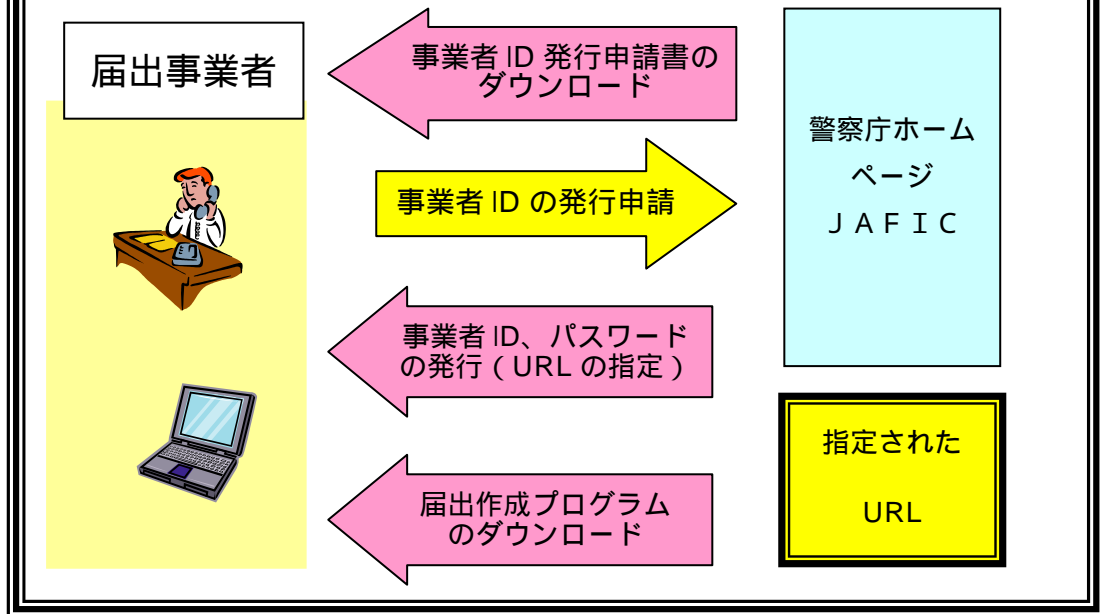 届出事業者
事業者 ID 発行申請書の
ダウンロード
事業者 ID の発行申請
事業者 ID、パスワード
の発行（URL の指定）
届出作成プログラム
のダウンロード
警察庁ホーム
ページ
ＪＡＦＩＣ
指定された
URL